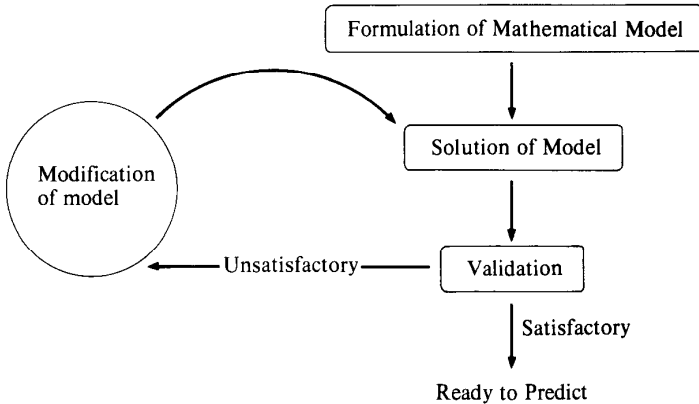 Formulation of Mathematical Model
Solution of Model
Modification
of model
Unsatisfactory
Validation
Satisfactory
Ready to Predict